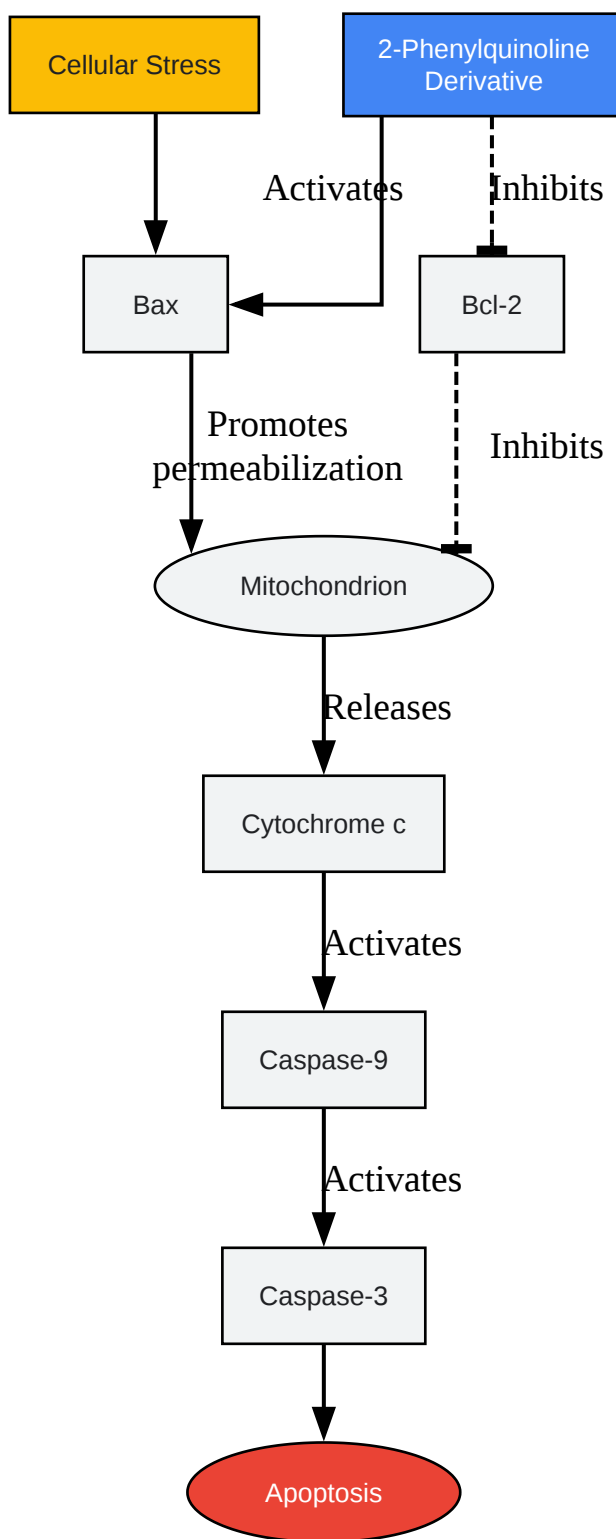 Cellular Stress
2-Phenylquinoline
Derivative
Activates
Inhibits
Bax
Bcl-2
Promotes
permeabilization
Inhibits
Mitochondrion
Releases
Cytochrome c
Activates
Caspase-9
Activates
Caspase-3
Apoptosis